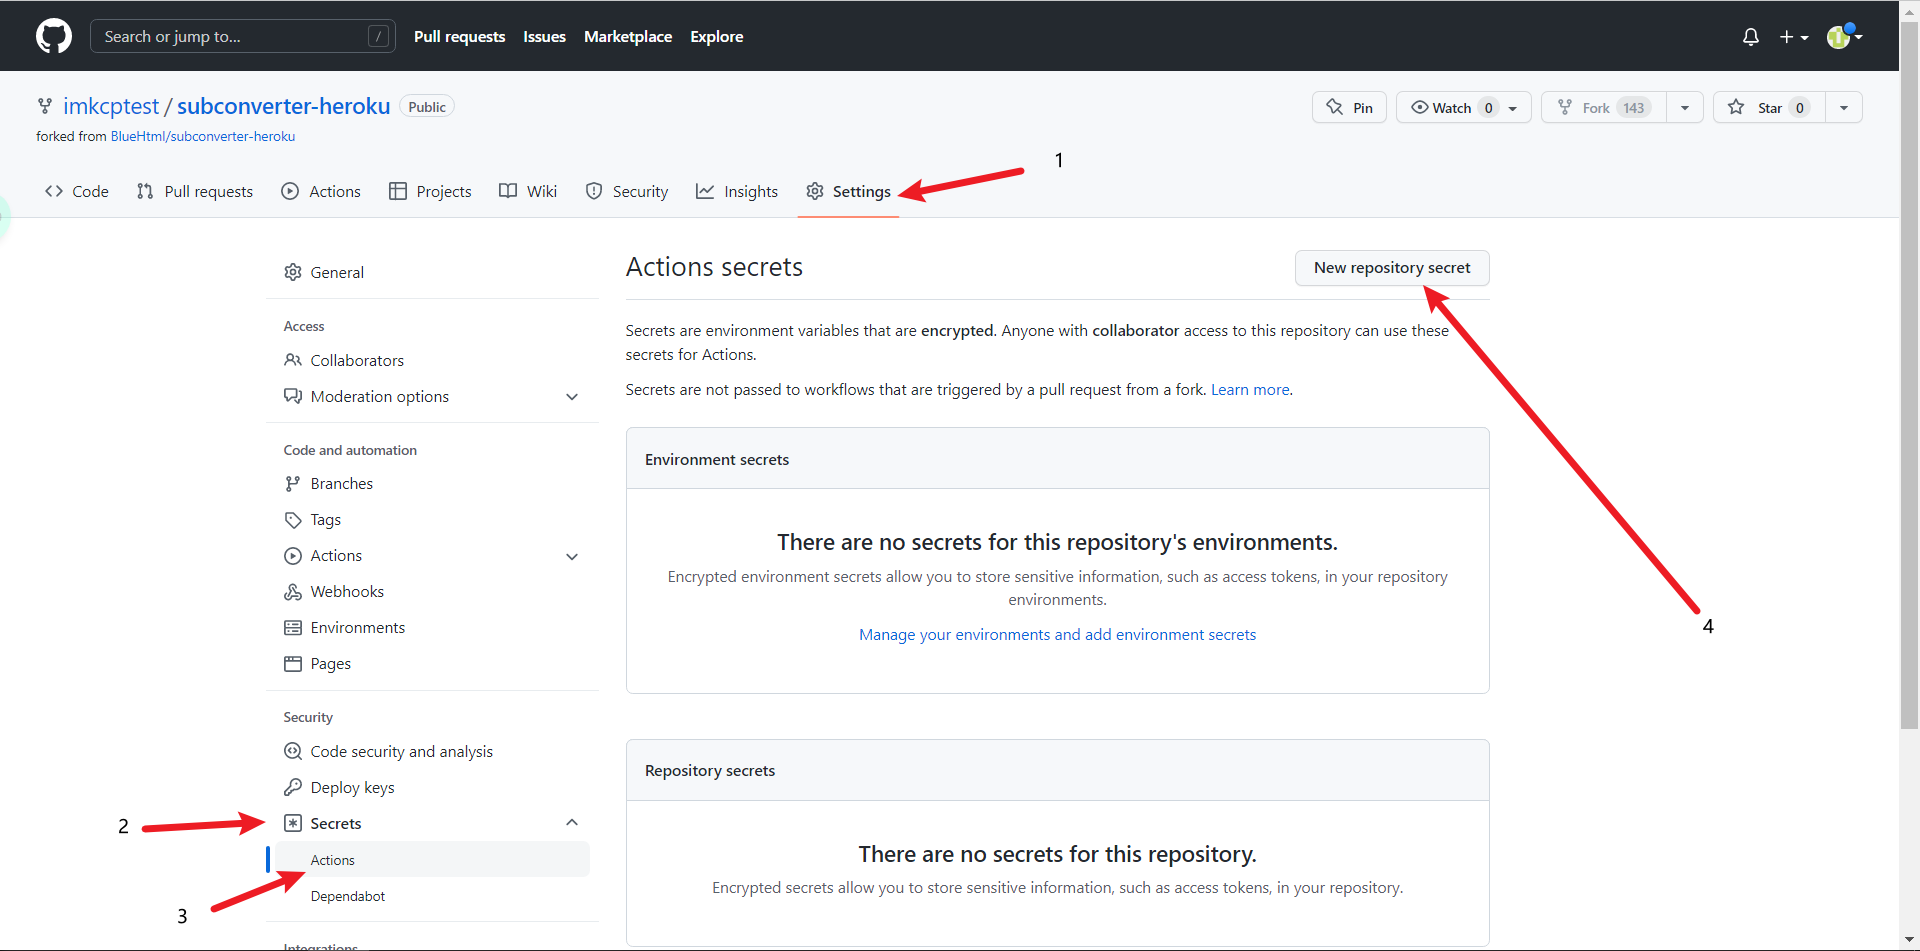 Search or jump to... /
Pull requests Issues Marketplace Explore
imkcptest / subconverter-heroku Public
forked from BlueHtml/subconverter-heroku
Pin Watch 0 Fork 143 Star 0
1
Code Pull requests Actions Projects Wiki Security Insights Settings
General
Access
Collaborators
Moderation options
Code and automation
Branches
Tags
Actions
Webhooks
Environments
Pages
Security
Code security and analysis
Deploy keys
2
Secrets
Actions
3
Dependabot
Integrations
Actions secrets
New repository secret
Secrets are environment variables that are encrypted. Anyone with collaborator access to this repository can use these
secrets for Actions.
Secrets are not passed to workflows that are triggered by a pull request from a fork. Learn more.
Environment secrets
There are no secrets for this repository's environments.
Encrypted environment secrets allow you to store sensitive information, such as access tokens, in your repository
environments.
Manage your environments and add environment secrets
4
Repository secrets
There are no secrets for this repository.
Encrypted secrets allow you to store sensitive information, such as access tokens, in your repository.